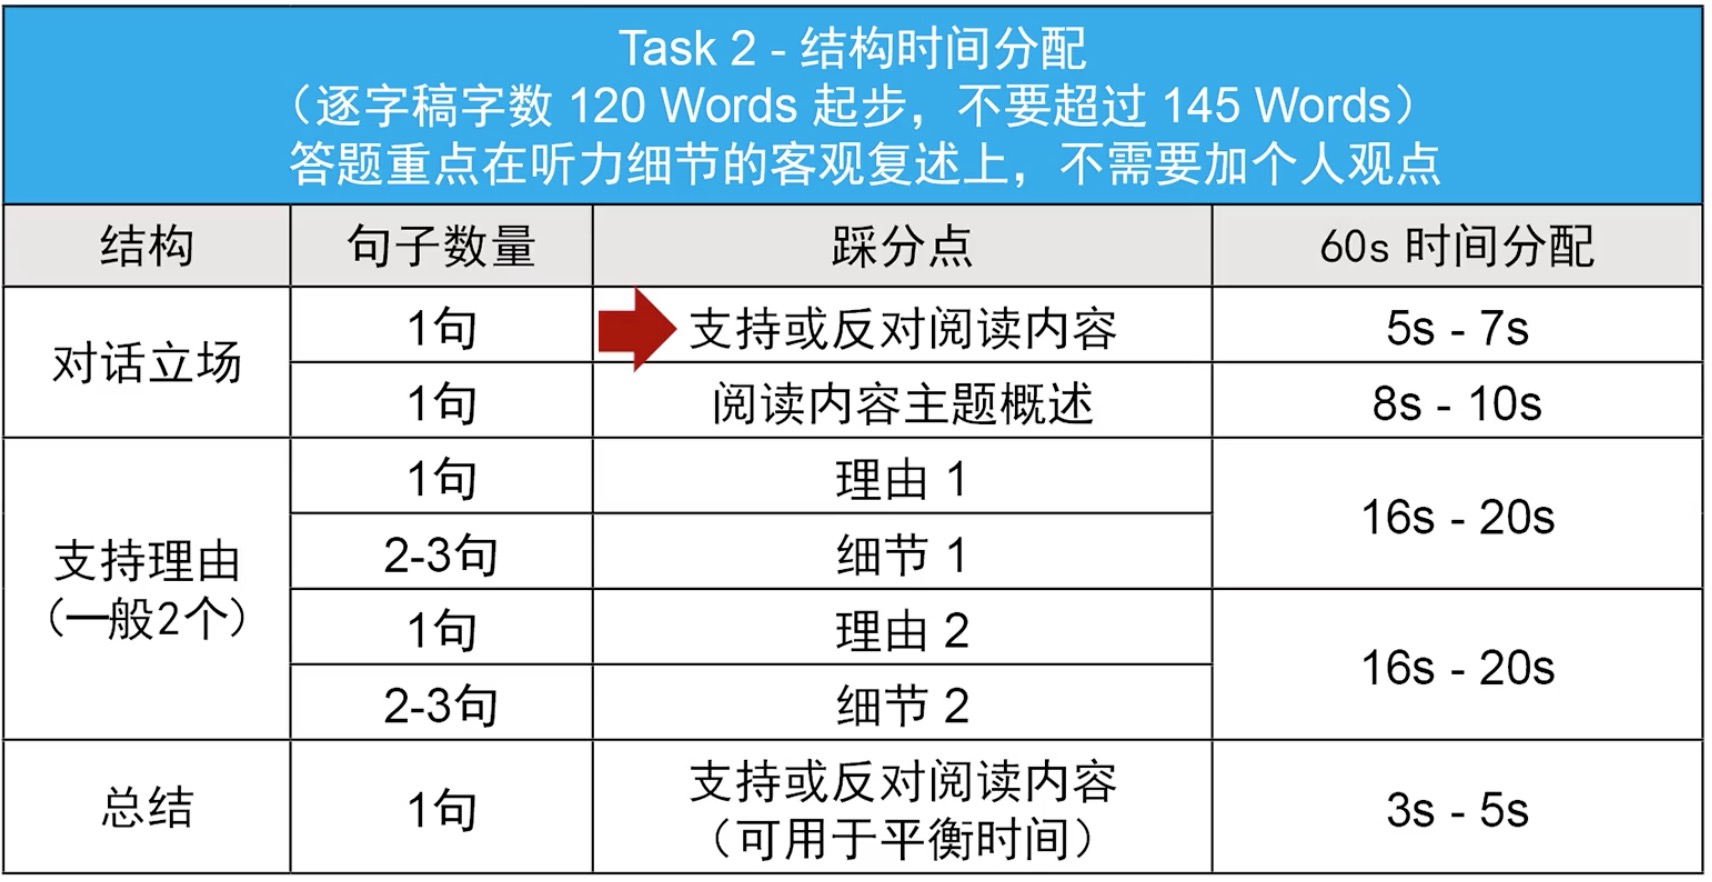 Task 2 - 结构时间分配
（逐字稿字数 120 Words 起步，不要超过 145 Words）
答题重点在听力细节的客观复述上，不需要加个人观点
结构 句子数量 踩分点 60s 时间分配
对话立场
1句 支持或反对阅读内容 5s - 7s
1句 阅读内容主题概述 8s - 10s
支持理由
（一般2个）
1句 理由 1
16s - 20s
2-3句 细节 1
1句 理由 2
16s - 20s
2-3句 细节 2
总结 1句 支持或反对阅读内容
（可用于平衡时间） 3s - 5s